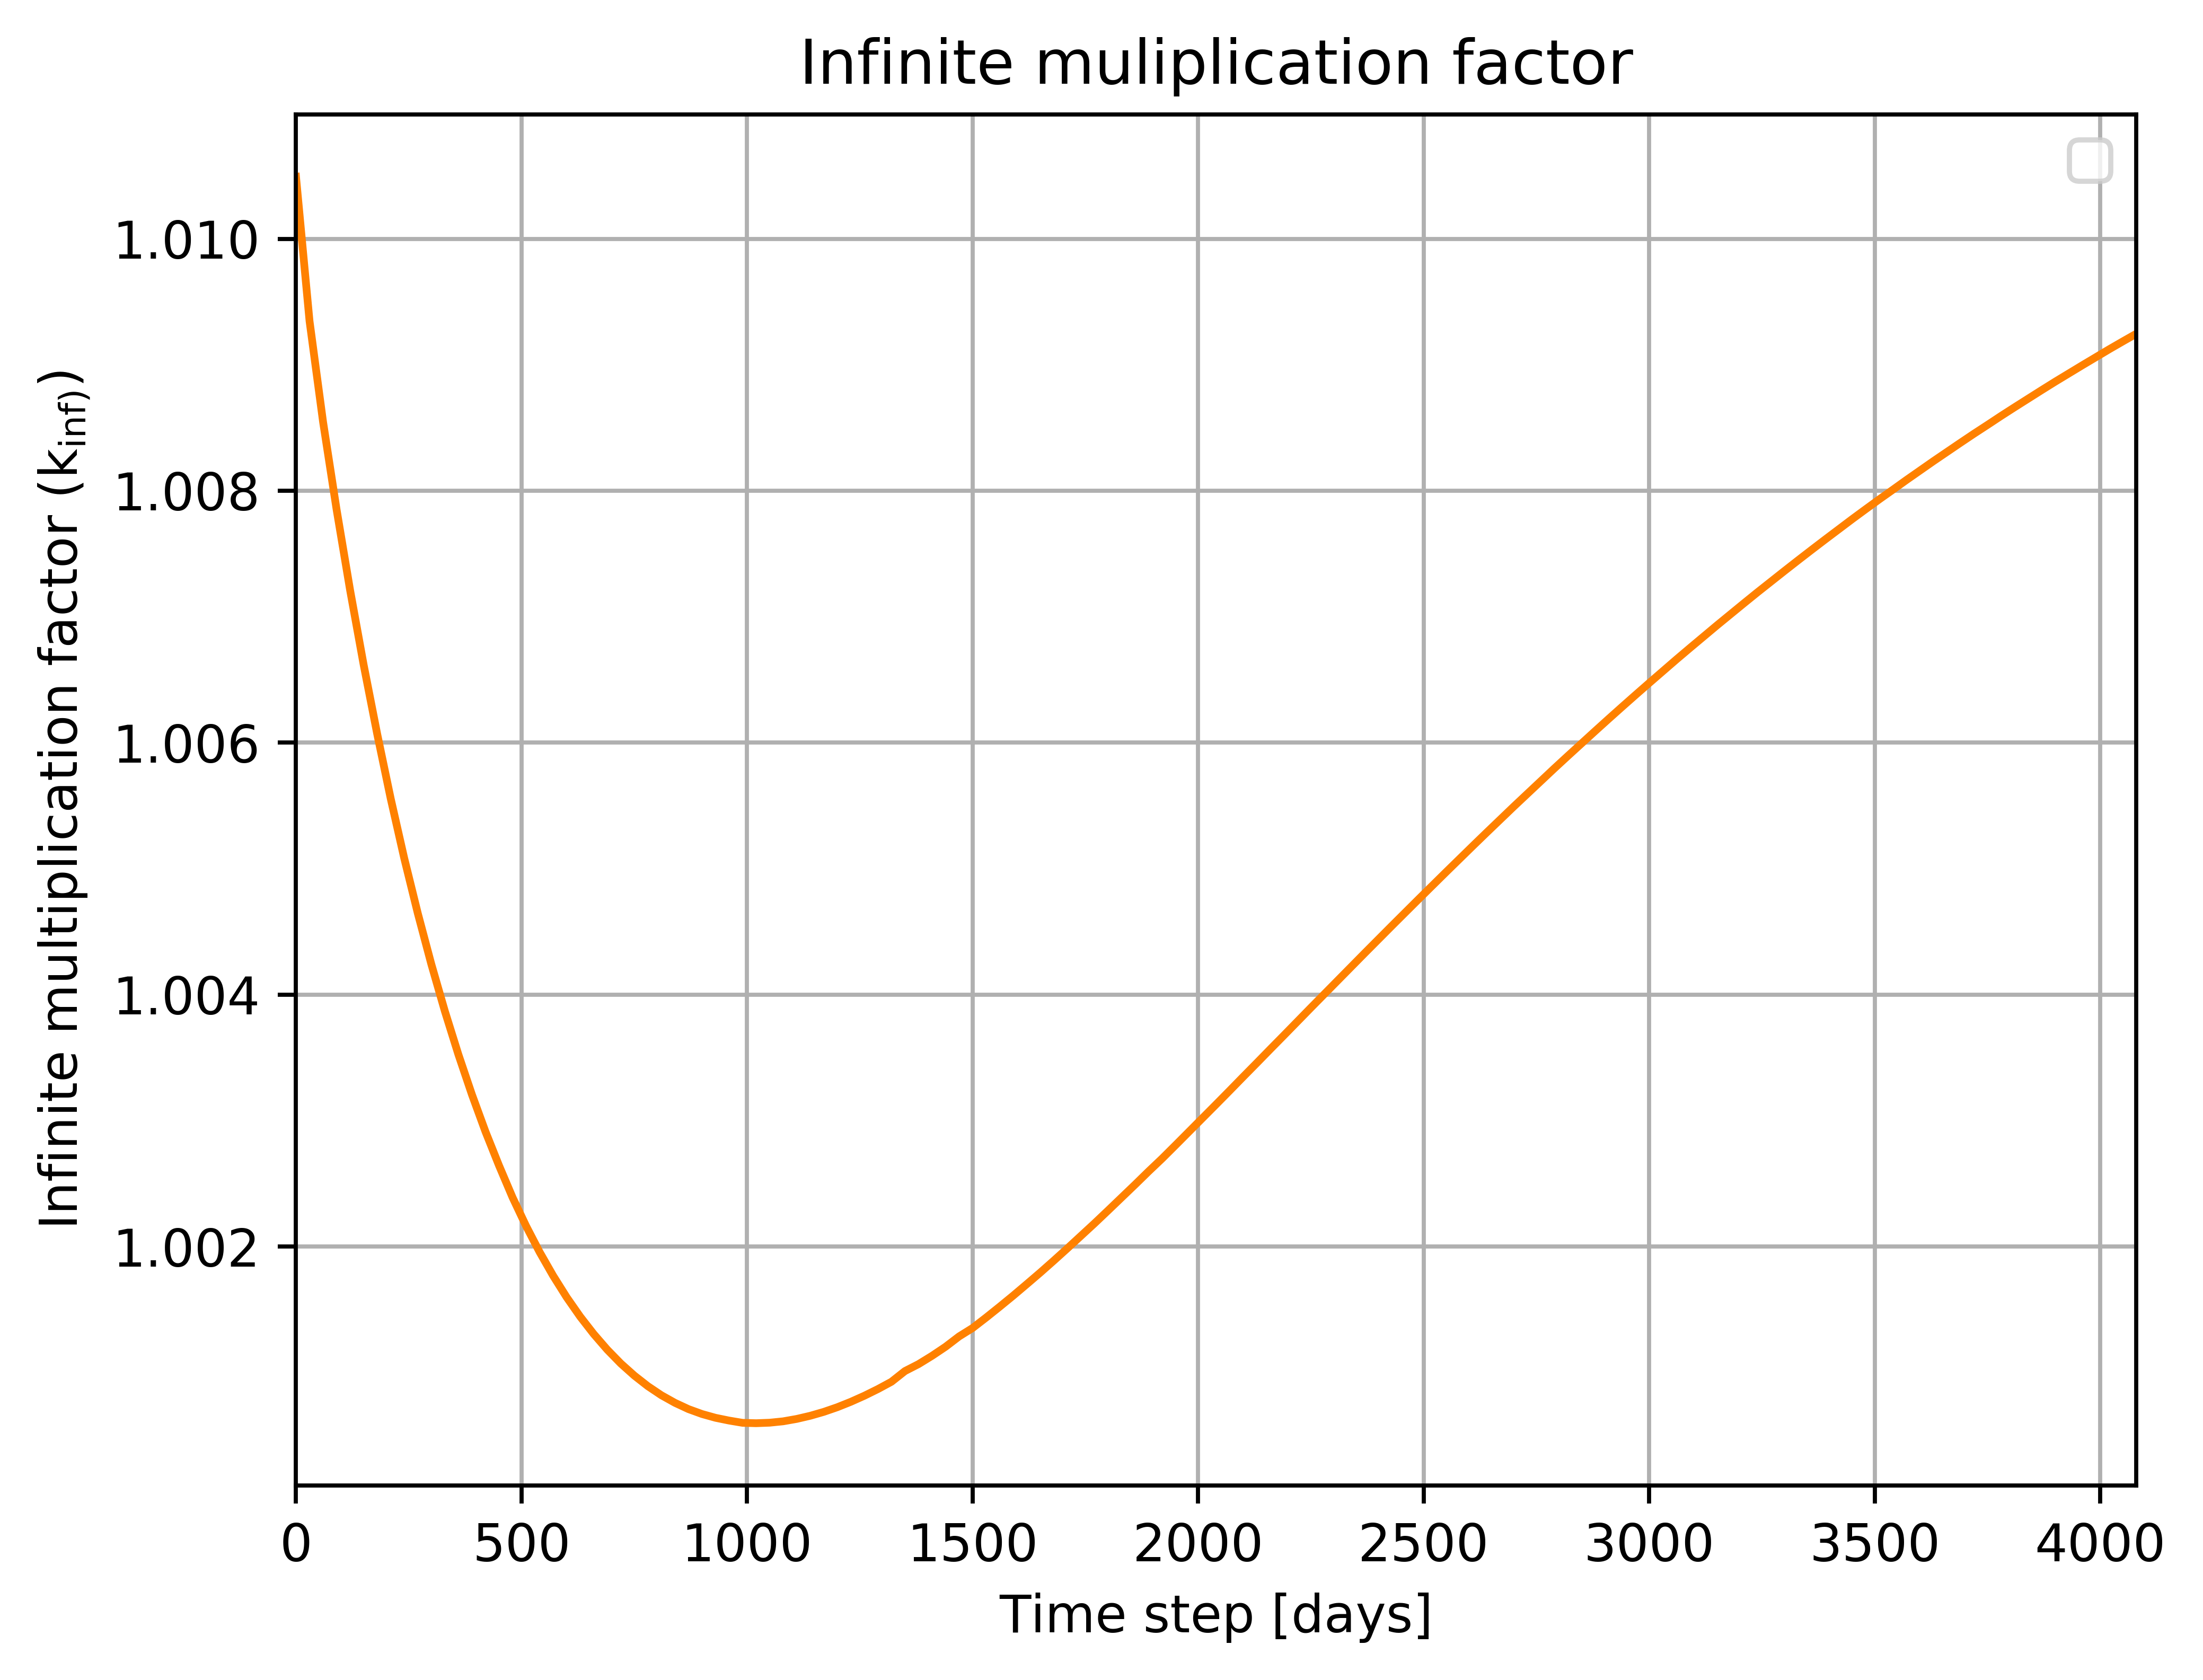 Infinite muliplication factor
Infinite multiplication factor (k_inf))
1.010
1.008
1.006
1.004
1.002
0 500 1000 1500 2000 2500 3000 3500 4000
Time step [days]